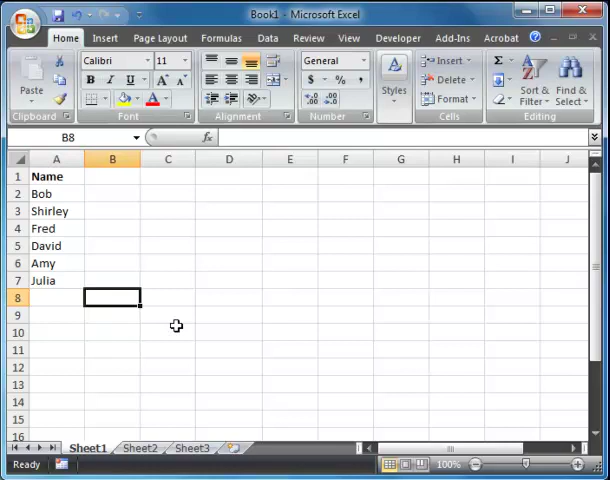 Book1 - Microsoft Excel
Home Insert Page Layout Formulas Data Review View Developer Add-Ins Acrobat
Calibri 11 General Insert Σ
Paste B I U A A $ % , Styles Delete Sort & Filter Find & Select
Format
Clipboard Font Alignment Number Cells Editing
B8 fx
A B C D E F G H I J
1 Name
2 Bob
3 Shirley
4 Fred
5 David
6 Amy
7 Julia
8
9
10
11
12
13
14
15
16
Sheet1 Sheet2 Sheet3
Ready 100%